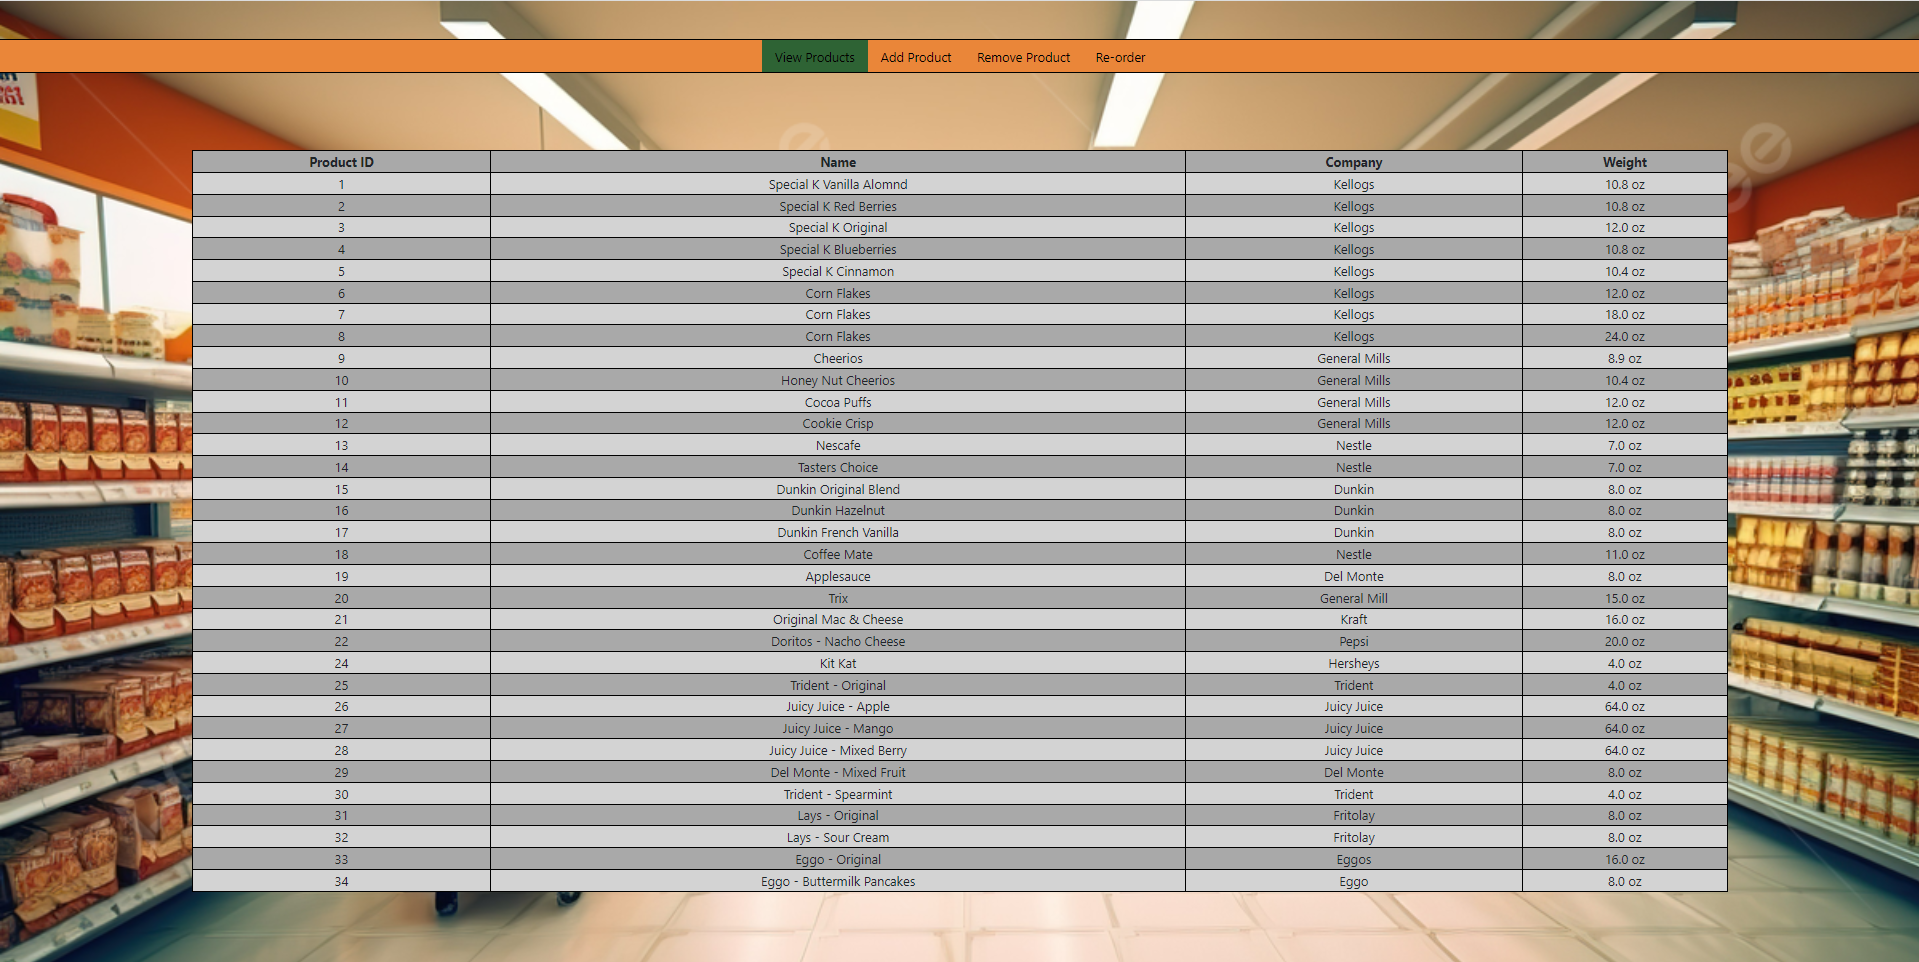 View Products Add Product Remove Product Re-order
Product ID Name Company Weight
1 Special K Vanilla Alomnd Kellogs 10.8 oz
2 Special K Red Berries Kellogs 10.8 oz
3 Special K Original Kellogs 12.0 oz
4 Special K Blueberries Kellogs 10.8 oz
5 Special K Cinnamon Kellogs 10.4 oz
6 Corn Flakes Kellogs 12.0 oz
7 Corn Flakes Kellogs 18.0 oz
8 Corn Flakes Kellogs 24.0 oz
9 Cheerios General Mills 8.9 oz
10 Honey Nut Cheerios General Mills 10.4 oz
11 Cocoa Puffs General Mills 12.0 oz
12 Cookie Crisp General Mills 12.0 oz
13 Nescafe Nestle 7.0 oz
14 Tasters Choice Nestle 7.0 oz
15 Dunkin Original Blend Dunkin 8.0 oz
16 Dunkin Hazelnut Dunkin 8.0 oz
17 Dunkin French Vanilla Dunkin 8.0 oz
18 Coffee Mate Nestle 11.0 oz
19 Applesauce Del Monte 8.0 oz
20 Trix General Mill 15.0 oz
21 Original Mac & Cheese Kraft 16.0 oz
22 Doritos - Nacho Cheese Pepsi 20.0 oz
24 Kit Kat Hersheys 4.0 oz
25 Trident - Original Trident 4.0 oz
26 Juicy Juice - Apple Juicy Juice 64.0 oz
27 Juicy Juice - Mango Juicy Juice 64.0 oz
28 Juicy Juice - Mixed Berry Juicy Juice 64.0 oz
29 Del Monte - Mixed Fruit Del Monte 8.0 oz
30 Trident - Spearmint Trident 4.0 oz
31 Lays - Original Fritolay 8.0 oz
32 Lays - Sour Cream Fritolay 8.0 oz
33 Eggo - Original Eggos 16.0 oz
34 Eggo - Buttermilk Pancakes Eggo 8.0 oz